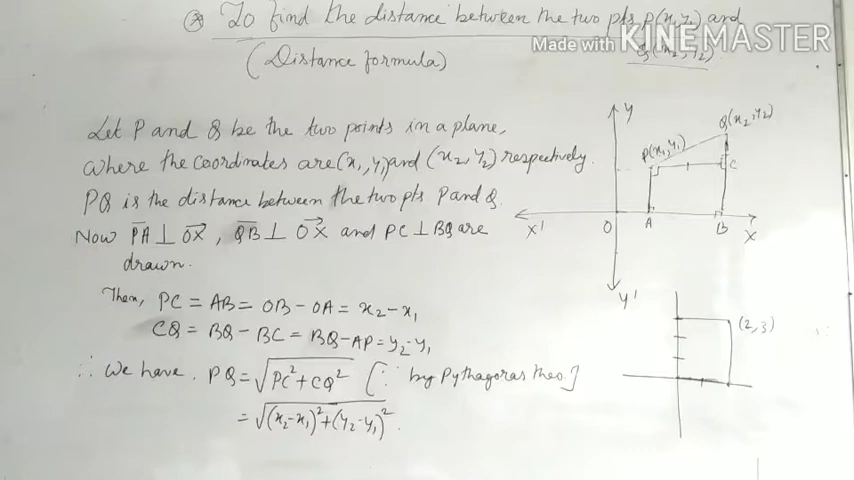 * To find the distance between the two pts P(x₁,y₁) and
Q(x₂,y₂).
Made with KINEMASTER
(Distance formula)
Let P and Q be the two points in a plane,
where the coordinates are (x₁,y₁) and (x₂,y₂) respectively.
PQ is the distance between the two pts P and Q.
Now P̅A̅ ⊥ OX⃗, Q̅B̅ ⊥ OX⃗ and PC ⊥ BQ are
drawn.
Then, PC = AB = OB - OA = x₂-x₁
CQ = BQ - BC = BQ - AP = y₂-y₁
∴ We have. PQ = √(PC²+CQ²) [∵ by Pythagoras theo.]
= √((x₂-x₁)²+(y₂-y₁)²).
Y
Q(x₂,y₂)
P(x₁,y₁)
C
X' O A B X
Y'
(2,3)